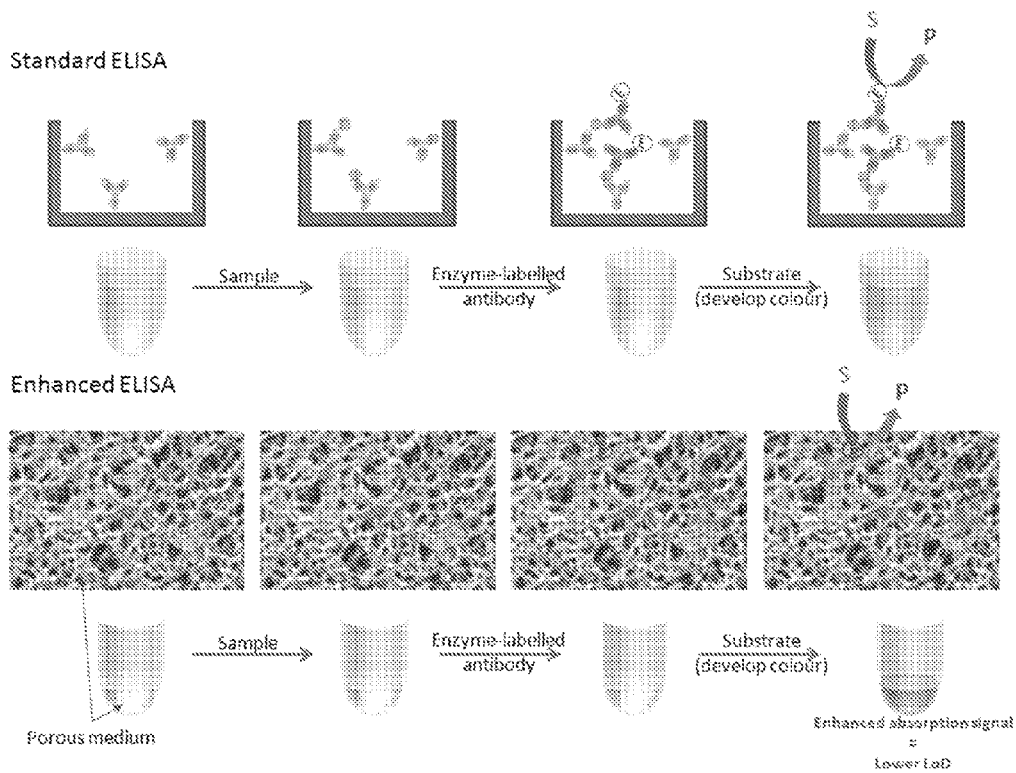 Standard ELISA
S
P
E
E
S
P
E
E
Sample
Enzyme-labelled
antibody
Substrate
(develop colour)
Enhanced ELISA
S
P
Sample
Enzyme-labelled
antibody
Substrate
(develop colour)
Porous medium
Enhanced absorption signal
=
Lower LoD